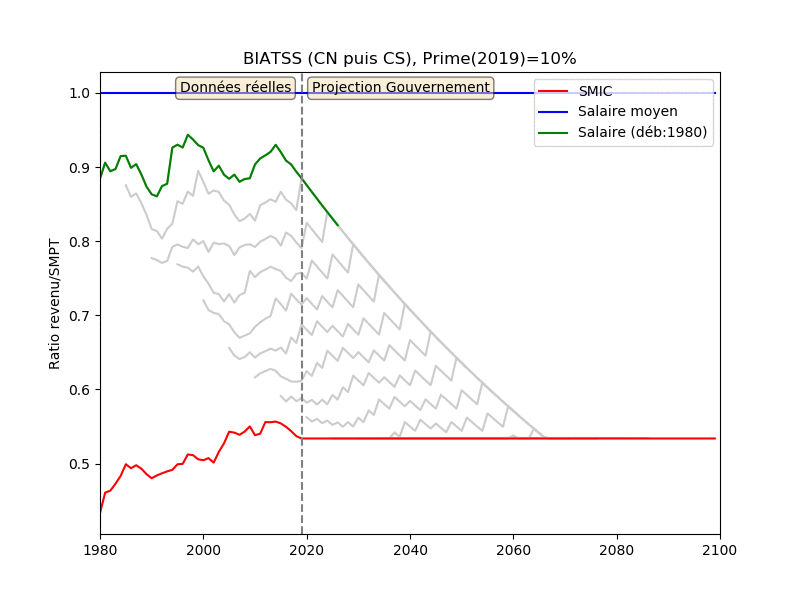 BIATSS (CN puis CS), Prime(2019)=10%
Données réelles
Projection Gouvernement
SMIC
Salaire moyen
Salaire (déb:1980)
Ratio revenu/SMPT
1.0
0.9
0.8
0.7
0.6
0.5
1980
2000
2020
2040
2060
2080
2100